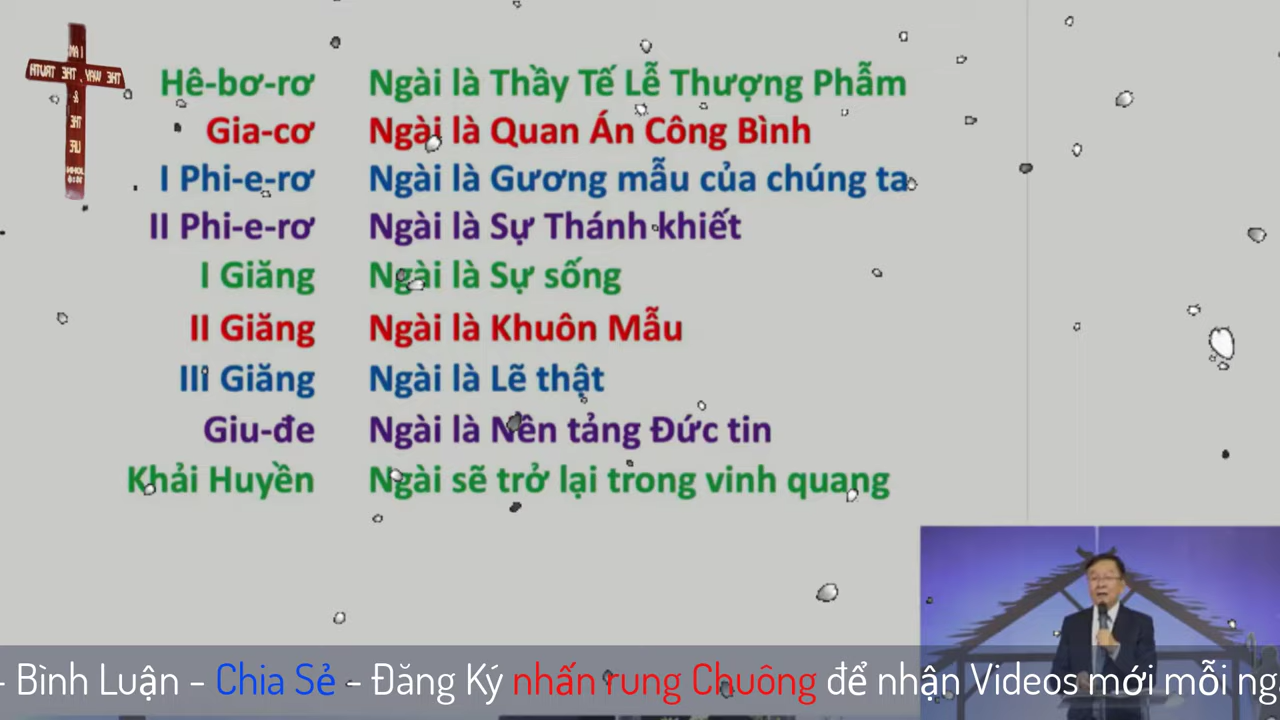 Hê-bơ-rơ Ngài là Thầy Tế Lễ Thượng Phẫm
Gia-cơ Ngài là Quan Án Công Bình
I Phi-e-rơ Ngài là Gương mẫu của chúng ta
II Phi-e-rơ Ngài là Sự Thánh khiết
I Giăng Ngài là Sự sống
II Giăng Ngài là Khuôn Mẫu
III Giăng Ngài là Lẽ thật
Giu-đe Ngài là Nền tảng Đức tin
Khải Huyền Ngài sẽ trở lại trong vinh quang
- Bình Luận - Chia Sẻ - Đăng Ký nhấn rung Chuông để nhận Videos mới mỗi ng